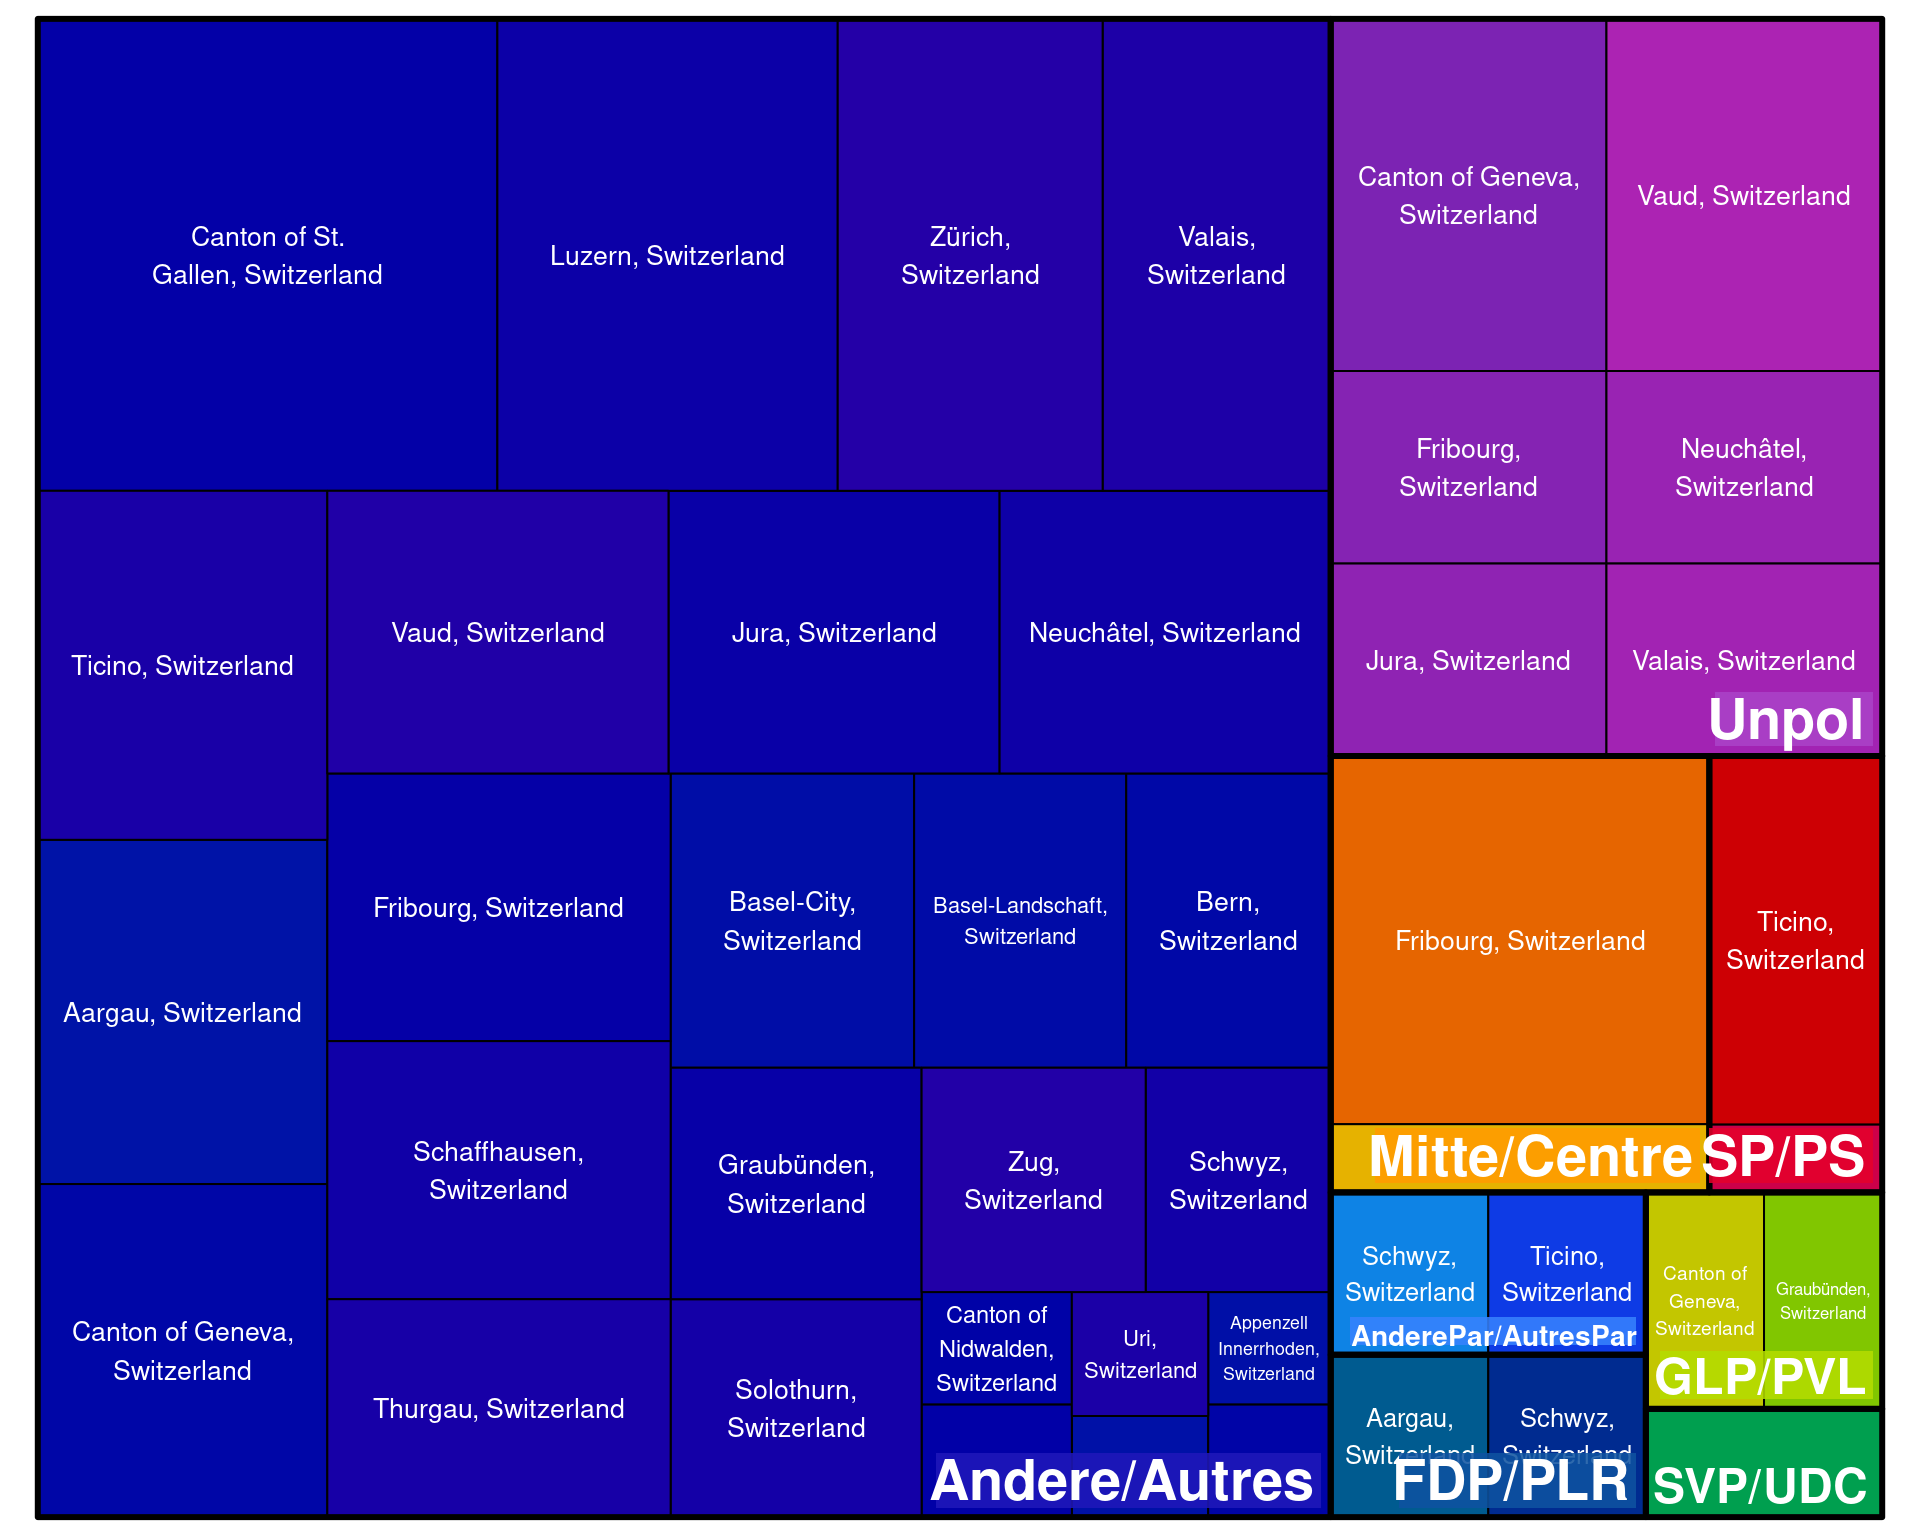 Canton of St.
Gallen, Switzerland
Luzern, Switzerland
Zürich,
Switzerland
Valais,
Switzerland
Ticino, Switzerland
Vaud, Switzerland
Jura, Switzerland
Neuchâtel, Switzerland
Aargau, Switzerland
Fribourg, Switzerland
Basel-City,
Switzerland
Basel-Landschaft,
Switzerland
Bern,
Switzerland
Canton of Geneva,
Switzerland
Schaffhausen,
Switzerland
Graubünden,
Switzerland
Zug,
Switzerland
Schwyz,
Switzerland
Thurgau, Switzerland
Solothurn,
Switzerland
Canton of
Nidwalden,
Switzerland
Uri,
Switzerland
Appenzell
Innerrhoden,
Switzerland
Andere/Autres
Canton of Geneva,
Switzerland
Vaud, Switzerland
Fribourg,
Switzerland
Neuchâtel,
Switzerland
Jura, Switzerland
Valais, Switzerland
Unpol
Fribourg, Switzerland
Mitte/Centre
Ticino,
Switzerland
SP/PS
Schwyz,
Switzerland
Ticino,
Switzerland
AnderePar/AutresPar
Canton of
Geneva,
Switzerland
Graubünden,
Switzerland
GLP/PVL
Aargau,
Switzerland
Schwyz,
Switzerland
FDP/PLR
SVP/UDC